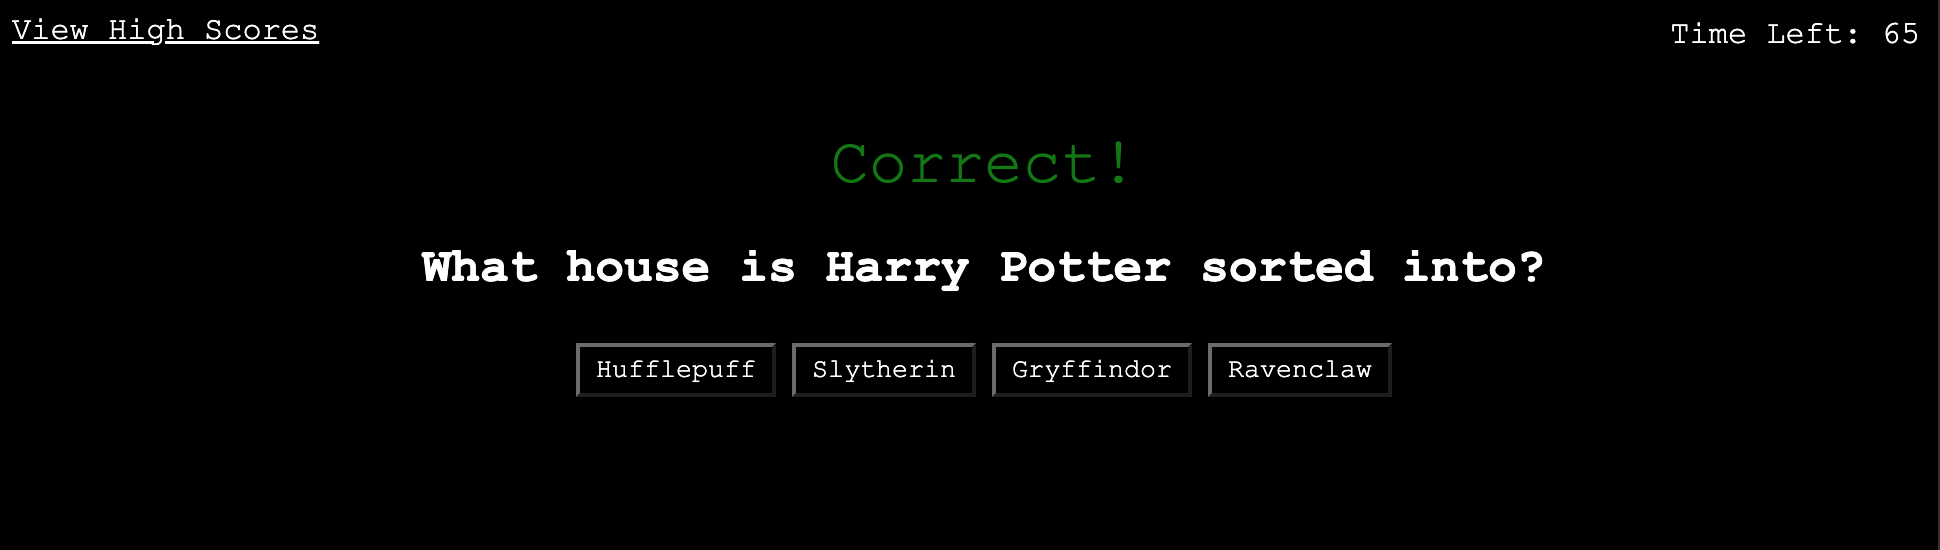 View High Scores
Time Left: 65
Correct!
What house is Harry Potter sorted into?
Hufflepuff Slytherin Gryffindor Ravenclaw